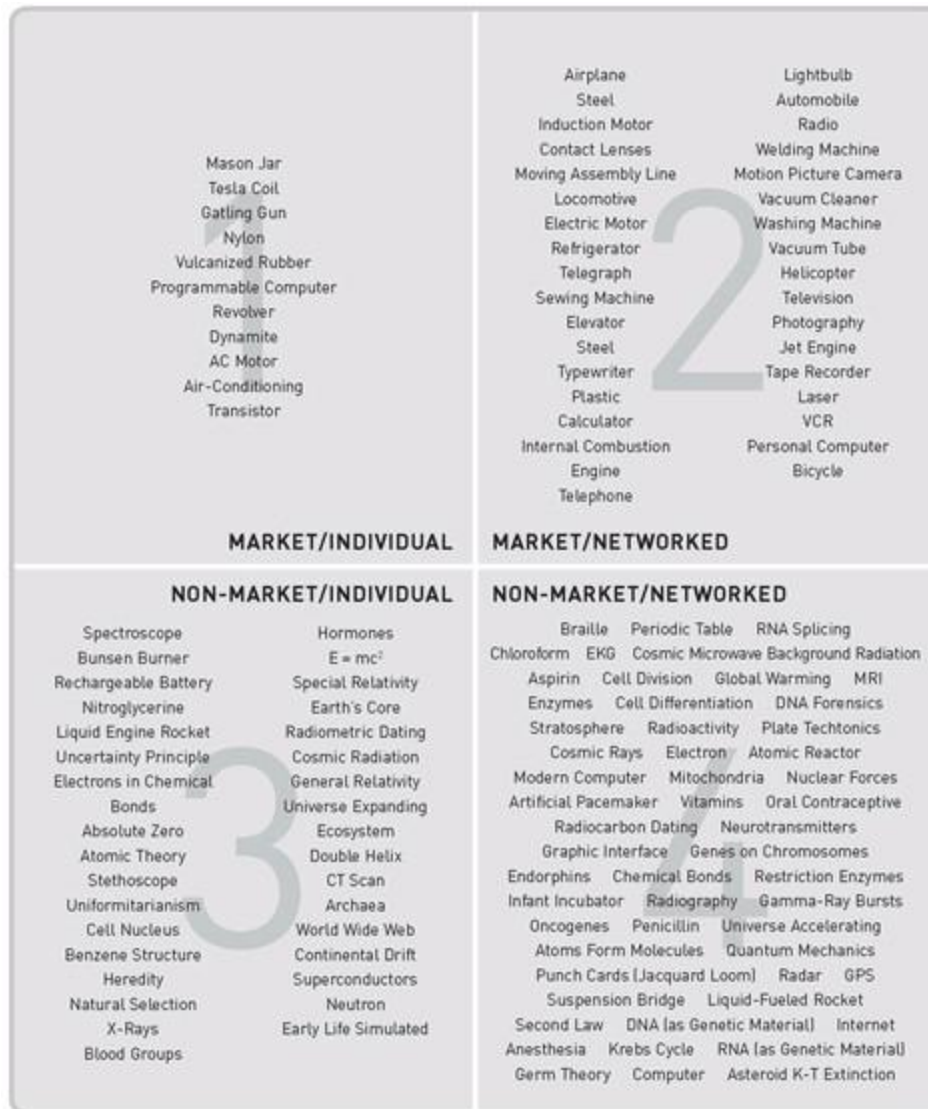 1
Mason Jar
Tesla Coil
Gatling Gun
Nylon
Vulcanized Rubber
Programmable Computer
Revolver
Dynamite
AC Motor
Air-Conditioning
Transistor
MARKET/INDIVIDUAL
2
Airplane
Steel
Induction Motor
Contact Lenses
Moving Assembly Line
Locomotive
Electric Motor
Refrigerator
Telegraph
Sewing Machine
Elevator
Steel
Typewriter
Plastic
Calculator
Internal Combustion
Engine
Telephone
Lightbulb
Automobile
Radio
Welding Machine
Motion Picture Camera
Vacuum Cleaner
Washing Machine
Vacuum Tube
Helicopter
Television
Photography
Jet Engine
Tape Recorder
Laser
VCR
Personal Computer
Bicycle
MARKET/NETWORKED
NON-MARKET/INDIVIDUAL
3
Spectroscope
Bunsen Burner
Rechargeable Battery
Nitroglycerine
Liquid Engine Rocket
Uncertainty Principle
Electrons in Chemical
Bonds
Absolute Zero
Atomic Theory
Stethoscope
Uniformitarianism
Cell Nucleus
Benzene Structure
Heredity
Natural Selection
X-Rays
Blood Groups
Hormones
E = mc²
Special Relativity
Earth's Core
Radiometric Dating
Cosmic Radiation
General Relativity
Universe Expanding
Ecosystem
Double Helix
CT Scan
Archaea
World Wide Web
Continental Drift
Superconductors
Neutron
Early Life Simulated
NON-MARKET/NETWORKED
4
Braille Periodic Table RNA Splicing
Chloroform EKG Cosmic Microwave Background Radiation
Aspirin Cell Division Global Warming MRI
Enzymes Cell Differentiation DNA Forensics
Stratosphere Radioactivity Plate Techtonics
Cosmic Rays Electron Atomic Reactor
Modern Computer Mitochondria Nuclear Forces
Artificial Pacemaker Vitamins Oral Contraceptive
Radiocarbon Dating Neurotransmitters
Graphic Interface Genes on Chromosomes
Endorphins Chemical Bonds Restriction Enzymes
Infant Incubator Radiography Gamma-Ray Bursts
Oncogenes Penicillin Universe Accelerating
Atoms Form Molecules Quantum Mechanics
Punch Cards (Jacquard Loom) Radar GPS
Suspension Bridge Liquid-Fueled Rocket
Second Law DNA (as Genetic Material) Internet
Anesthesia Krebs Cycle RNA (as Genetic Material)
Germ Theory Computer Asteroid K-T Extinction